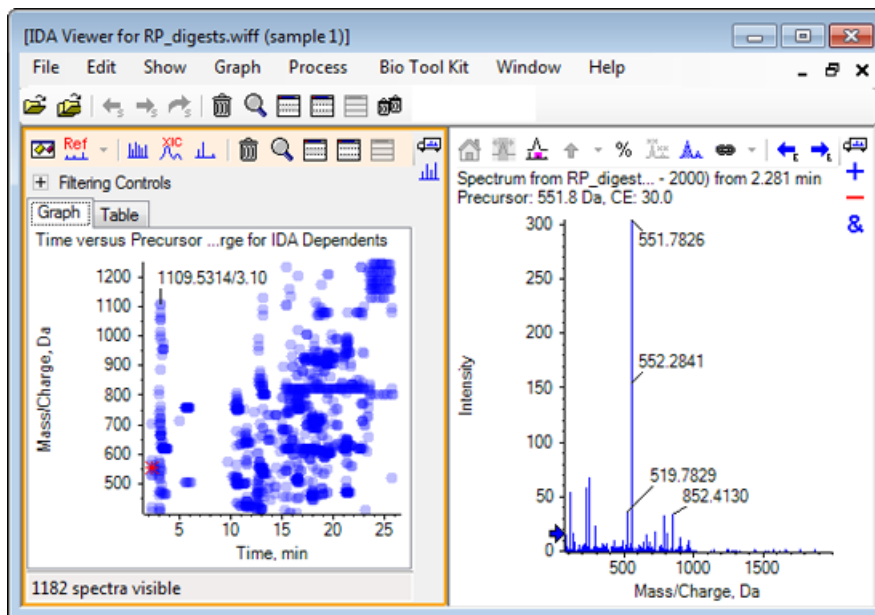 [IDA Viewer for RP_digests.wiff (sample 1)]
File Edit Show Graph Process Bio Tool Kit Window Help
Ref
XIC
Filtering Controls
Graph Table
Time versus Precursor ...rge for IDA Dependents
1109.5314/3.10
1200
1100
1000
900
800
700
600
500
Mass/Charge, Da
5 10 15 20 25
Time, min
1182 spectra visible
%
Spectrum from RP_digest... - 2000) from 2.281 min
Precursor: 551.8 Da, CE: 30.0
+
−
&
300
250
200
150
100
50
0
Intensity
551.7826
552.2841
519.7829
852.4130
500 1000 1500
Mass/Charge, Da